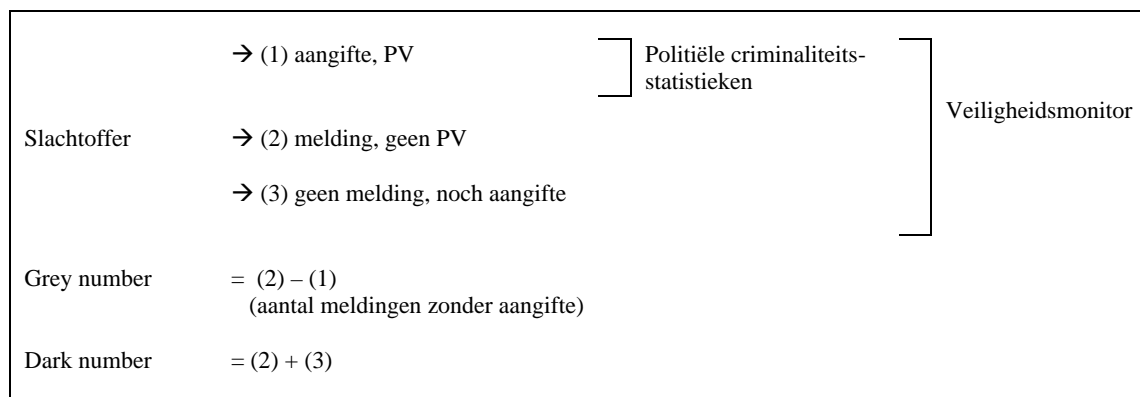 → (1) aangifte, PV
Politiële criminaliteits-
statistieken
Veiligheidsmonitor
Slachtoffer → (2) melding, geen PV
→ (3) geen melding, noch aangifte
Grey number = (2) – (1)
(aantal meldingen zonder aangifte)
Dark number = (2) + (3)